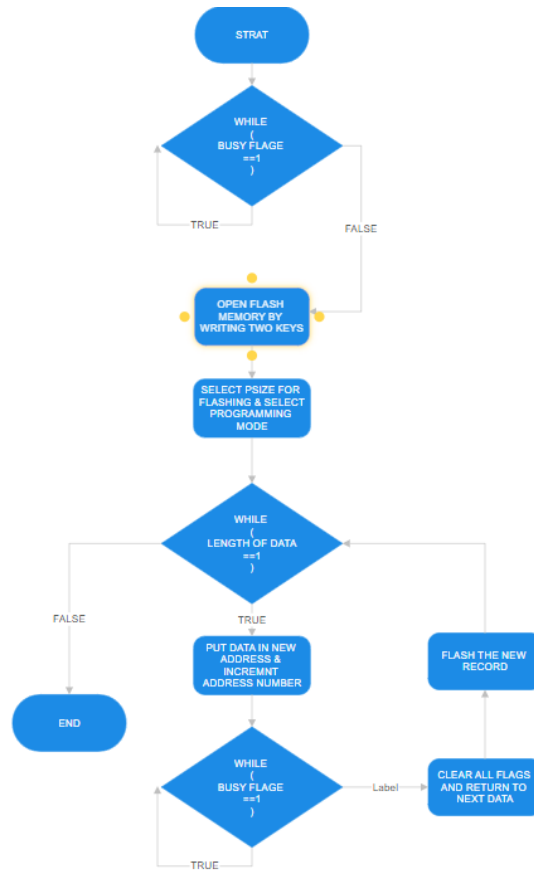 STRAT
WHILE
(
BUSY FLAGE
==1
)
TRUE
FALSE
OPEN FLASH
MEMORY BY
WRITING TWO KEYS
SELECT PSIZE FOR
FLASHING & SELECT
PROGRAMMING
MODE
WHILE
(
LENGTH OF DATA
==1
)
FALSE
TRUE
PUT DATA IN NEW
ADDRESS &
INCREMNT
ADDRESS NUMBER
FLASH THE NEW
RECORD
END
WHILE
(
BUSY FLAGE
==1
)
Label
CLEAR ALL FLAGS
AND RETURN TO
NEXT DATA
TRUE